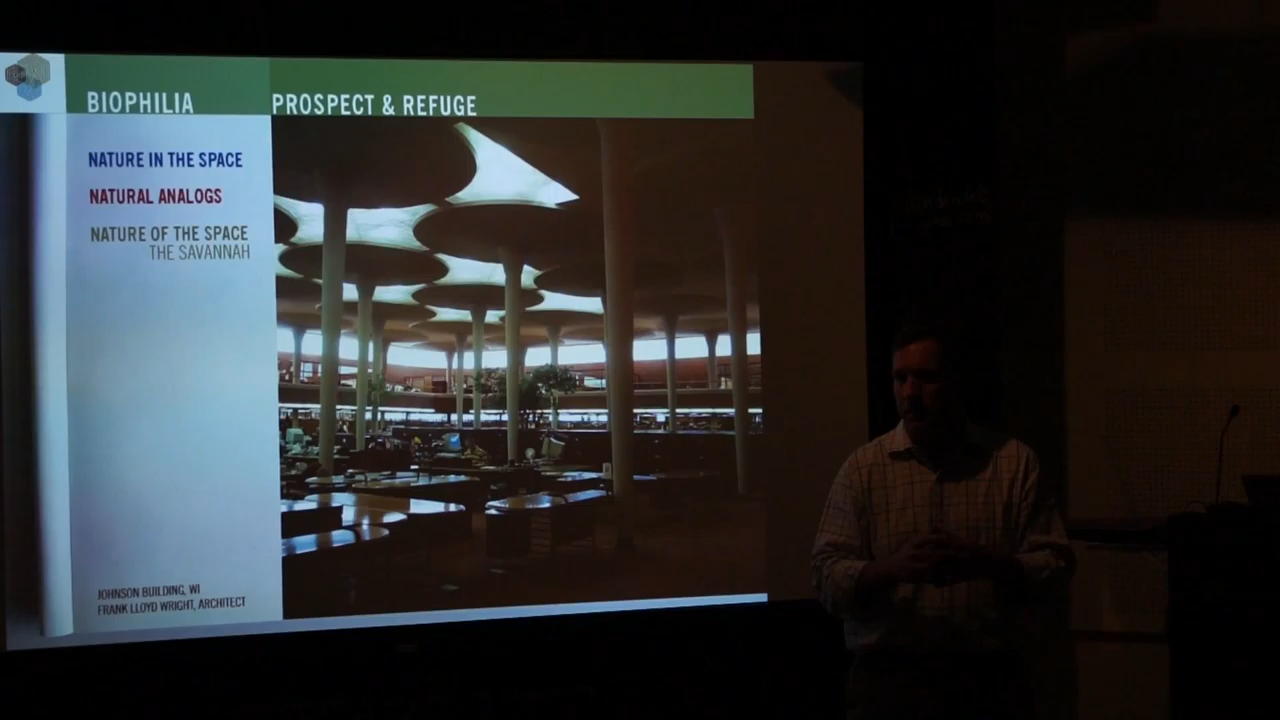 BIOPHILIA
PROSPECT & REFUGE
NATURE IN THE SPACE
NATURAL ANALOGS
NATURE OF THE SPACE
THE SAVANNAH
JOHNSON BUILDING, WI
FRANK LLOYD WRIGHT, ARCHITECT